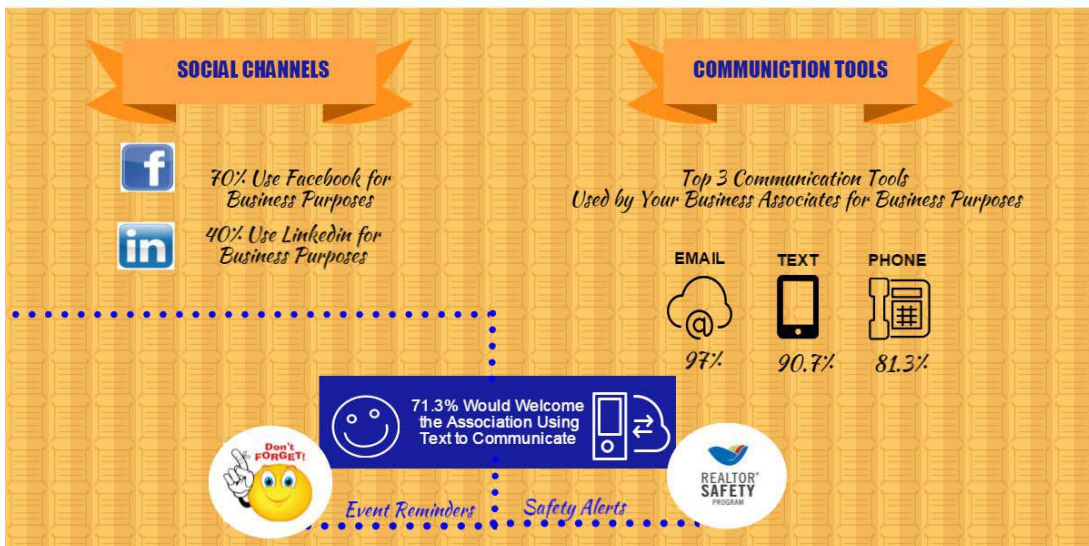 SOCIAL CHANNELS
70% Use Facebook for
Business Purposes
40% Use Linkedin for
Business Purposes
COMMUNICTION TOOLS
Top 3 Communication Tools
Used by Your Business Associates for Business Purposes
EMAIL TEXT PHONE
97% 90.7% 81.3%
71.3% Would Welcome
the Association Using
Text to Communicate
Don't
FORGET!
Event Reminders
Safety Alerts
REALTOR®
SAFETY
PROGRAM